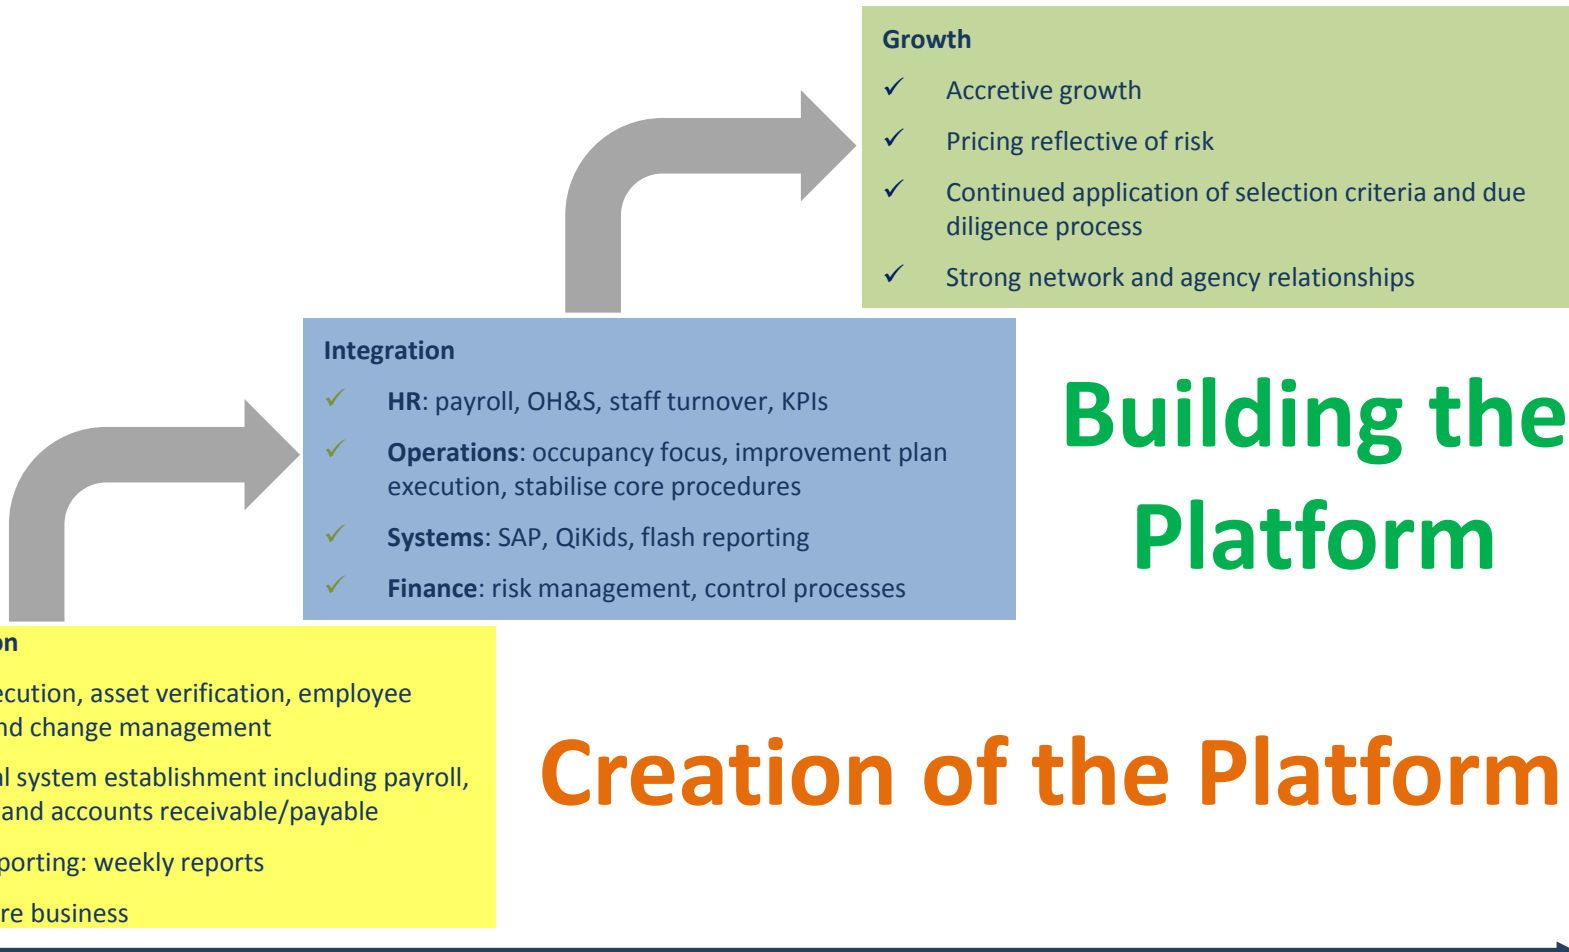 Growth
✓ Accretive growth
✓ Pricing reflective of risk
✓ Continued application of selection criteria and due
diligence process
✓ Strong network and agency relationships
Integration
✓ HR: payroll, OH&S, staff turnover, KPIs
✓ Operations: occupancy focus, improvement plan
execution, stabilise core procedures
✓ Systems: SAP, QiKids, flash reporting
✓ Finance: risk management, control processes
Building the
Platform
on
ecution, asset verification, employee
nd change management
al system establishment including payroll,
and accounts receivable/payable
porting: weekly reports
re business
Creation of the Platform